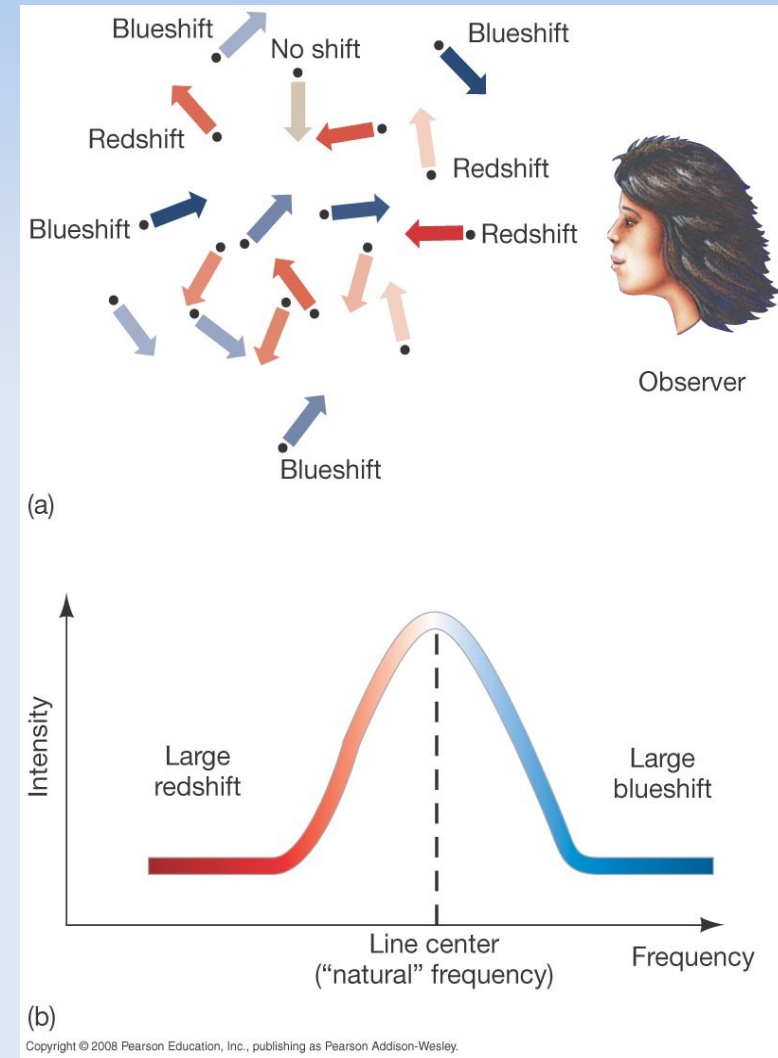 Blueshift
No shift
Blueshift
Redshift
Redshift
Blueshift
Redshift
Observer
Blueshift
(a)
Intensity
Large
redshift
Large
blueshift
Line center
("natural" frequency)
Frequency
(b)
Copyright © 2008 Pearson Education, Inc., publishing as Pearson Addison-Wesley.